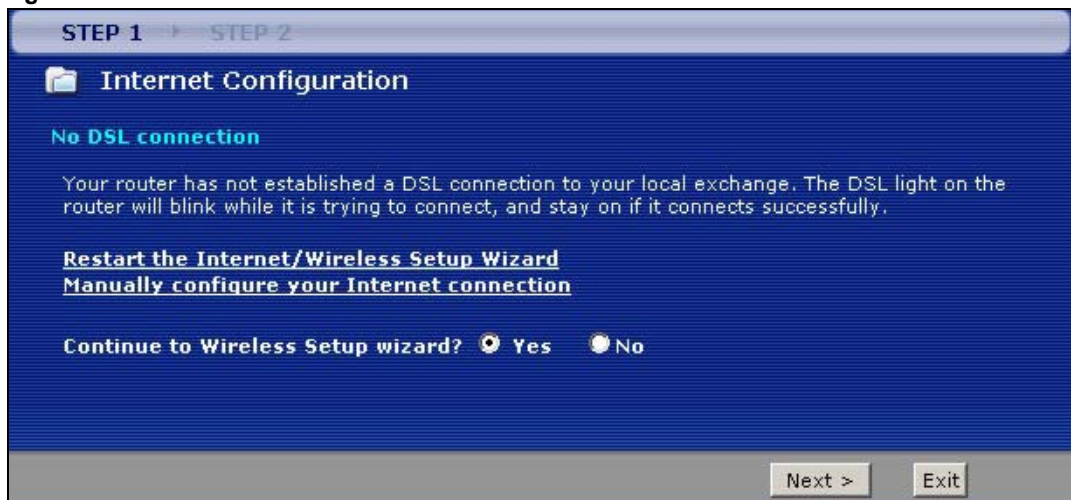 STEP 1 STEP 2
Internet Configuration
No DSL connection
Your router has not established a DSL connection to your local exchange. The DSL light on the
router will blink while it is trying to connect, and stay on if it connects successfully.
Restart the Internet/Wireless Setup Wizard
Manually configure your Internet connection
Continue to Wireless Setup wizard? Yes No
Next > Exit